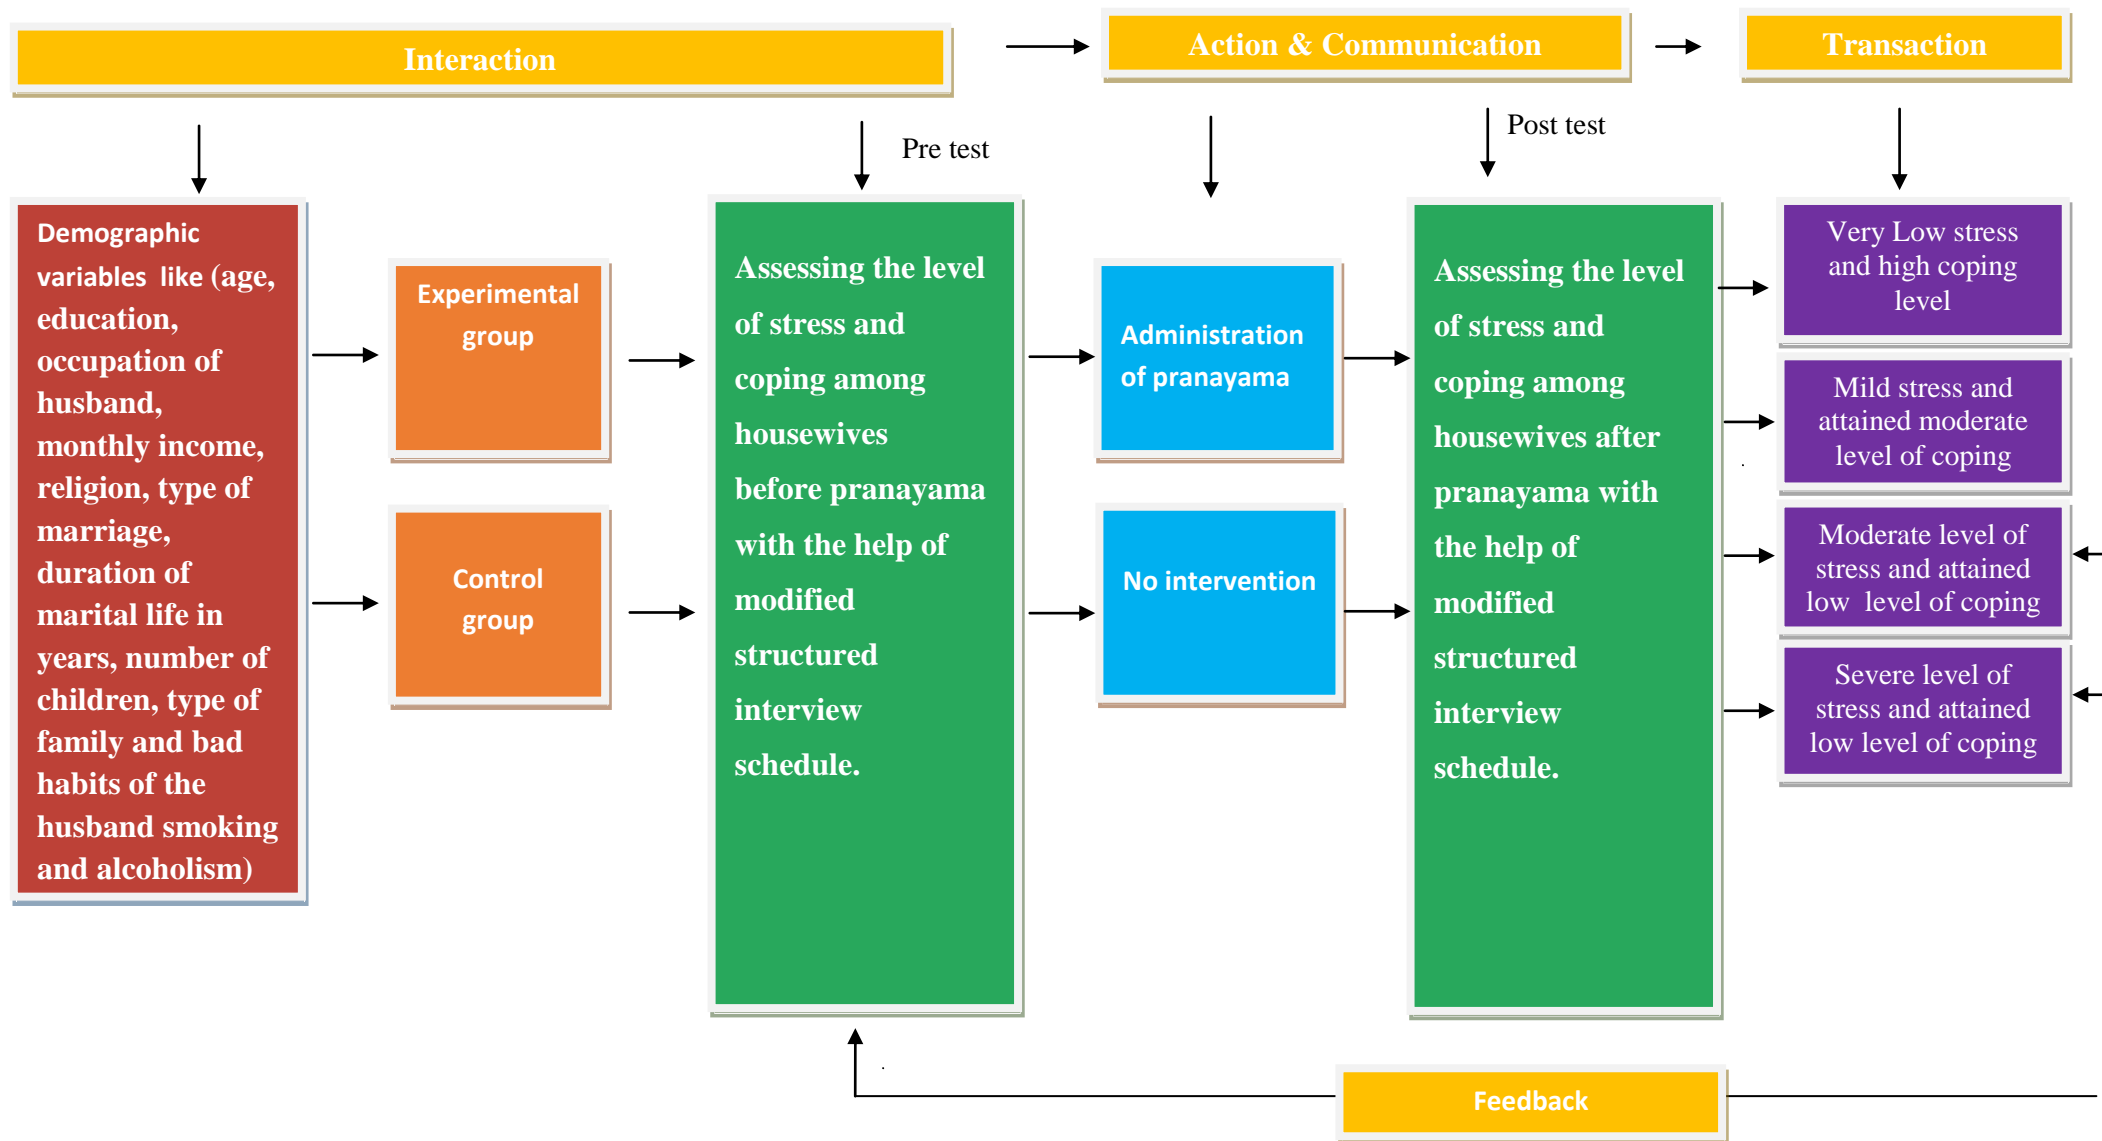 Interaction
Action & Communication
Transaction
Pre test
Post test
Demographic
variables like (age,
education,
occupation of
husband,
monthly income,
religion, type of
marriage,
duration of
marital life in
years, number of
children, type of
family and bad
habits of the
husband smoking
and alcoholism)
Experimental
group
Control
group
Assessing the level
of stress and
coping among
housewives
before pranayama
with the help of
modified
structured
interview
schedule.
Administration
of pranayama
No intervention
Assessing the level
of stress and
coping among
housewives after
pranayama with
the help of
modified
structured
interview
schedule.
Very Low stress
and high coping
level
Mild stress and
attained moderate
level of coping
Moderate level of
stress and attained
low level of coping
Severe level of
stress and attained
low level of coping
Feedback